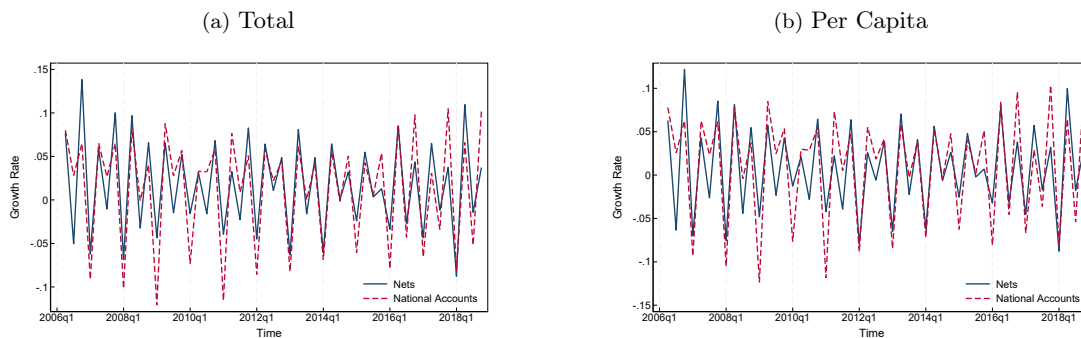 (a) Total
.15
.1
.05
0
-.05
-.1
Growth Rate
Nets
National Accounts
2006q1 2008q1 2010q1 2012q1 2014q1 2016q1 2018q1
Time
(b) Per Capita
.1
.05
0
-.05
-.1
-.15
Growth Rate
Nets
National Accounts
2006q1 2008q1 2010q1 2012q1 2014q1 2016q1 2018q1
Time